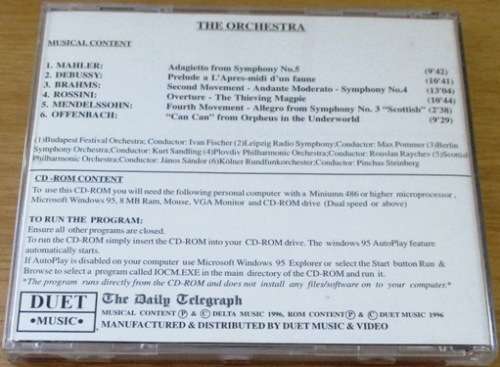 THE ORCHESTRA
MUSICAL CONTENT
1. MAHLER: Adagietto from Symphony No.5 (9'42)
2. DEBUSSY: Prelude a L'Apres-midi d'un faune (10'41)
3. BRAHMS: Second Movement - Andante Moderato - Symphony No.4 (13'04)
4. ROSSINI: Overture - The Thieving Magpie (10'44)
5. MENDELSSOHN: Fourth Movement - Allegro from Symphony No. 3 "Scottish" (2'38)
6. OFFENBACH: "Can Can" from Orpheus in the Underworld (9'29)
(1)Budapest Festival Orchestra; Conductor: Ivan Fischer (2)Leipzig Radio Symphony;Conductor: Max Pommer (3)Berlin
Symphony Orchestra;Conductor: Kurt Sandling (4)Plovdiv Philharmonic Orchestra;Conductor: Rouslan Raychev (5)Scottish
Philharmonic Orchestra;Conductor: János Sándor (6)Kölner Rundfunkorchester; Conductor: Pinchas Steinberg
CD -ROM CONTENT
To use this CD-ROM you will need the following personal computer with a Miniumn 486 or higher microprocessor ,
Microsoft Windows 95, 8 MB Ram, Mouse, VGA Monitor and CD-ROM drive (Dual speed or above)
TO RUN THE PROGRAM:
Ensure all other programs are closed.
To run the CD-ROM simply insert the CD-ROM into your CD-ROM drive. The windows 95 AutoPlay feature
automatically starts.
If AutoPlay is disabled on your computer use Microsoft Windows 95 Explorer or select the Start button Run &
Browse to select a program called IOCM.EXE in the main directory of the CD-ROM and run it.
*The program runs directly from the CD-ROM and does not install any files/software on to your computer.*
DUET
•MUSIC•
The Daily Telegraph
MUSICAL CONTENT Ⓟ & © DELTA MUSIC 1996, ROM CONTENT Ⓟ & © DUET MUSIC 1996
MANUFACTURED & DISTRIBUTED BY DUET MUSIC & VIDEO